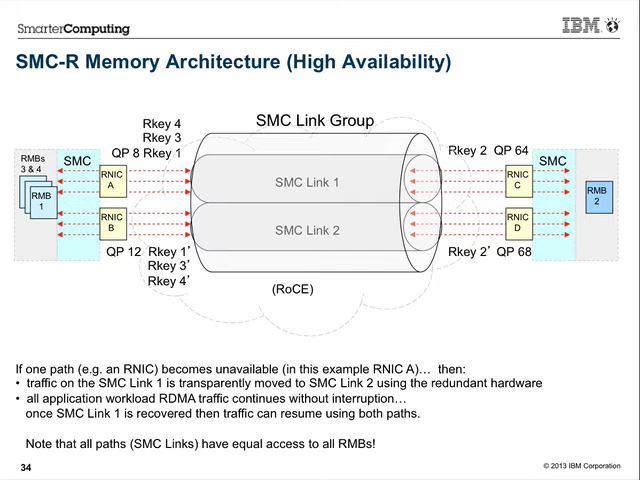 SmarterComputing
IBM
SMC-R Memory Architecture (High Availability)
SMC Link Group
Rkey 4
Rkey 3
QP 8 Rkey 1
Rkey 2 QP 64
RMBs
3 & 4
SMC
RNIC
A
RMB
1
RNIC
B
SMC Link 1
SMC Link 2
RNIC
C
SMC
RMB
2
RNIC
D
QP 12 Rkey 1’
Rkey 3’
Rkey 4’
Rkey 2’ QP 68
(RoCE)
If one path (e.g. an RNIC) becomes unavailable (in this example RNIC A)… then:
• traffic on the SMC Link 1 is transparently moved to SMC Link 2 using the redundant hardware
• all application workload RDMA traffic continues without interruption…
once SMC Link 1 is recovered then traffic can resume using both paths.
Note that all paths (SMC Links) have equal access to all RMBs!
34
© 2013 IBM Corporation